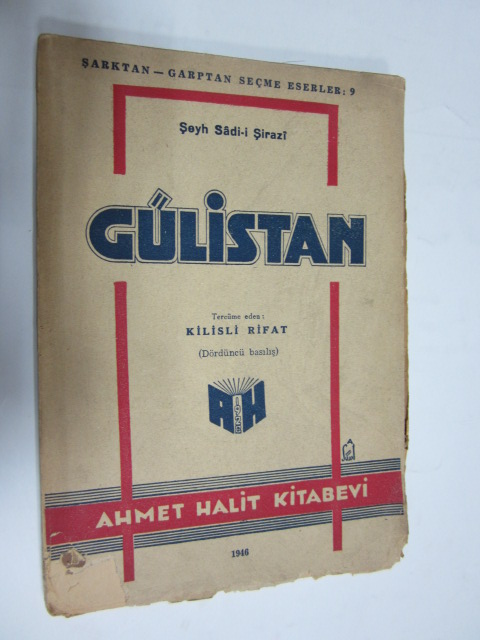 ŞARKTAN — GARPTAN SEÇME ESERLER: 9
Şeyh Sâdi-i Şirazî
GÜLİSTAN
Tercüme eden:
KİLİSLİ RİFAT
(Dördüncü basılış)
AH
AHMET HALİT KİTABEVİ
1946